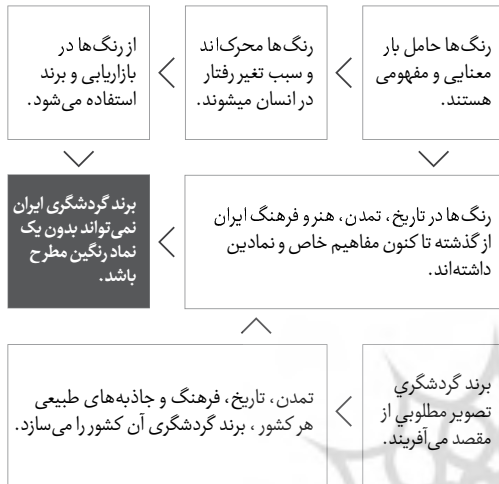 رنگ‌ها حامل بار
معنایی و مفهومی
هستند.
رنگ‌ها محرک‌اند
و سبب تغیر رفتار
در انسان میشوند.
از رنگ‌ها در
بازاریابی و برند
استفاده می‌شود.
رنگ‌ها در تاریخ، تمدن، هنر و فرهنگ ایران
از گذشته تا کنون مفاهیم خاص و نمادین
داشته‌اند.
برند گردشگری ایران
نمی‌تواند بدون یک
نماد رنگین مطرح
باشد.
برند گردشگري
تصویر مطلوبي از
مقصد می‌آفریند.
تمدن، تاریخ، فرهنگ و جاذبه‌های طبیعی
هر کشور ، برند گردشگری آن کشور را می‌سازد.